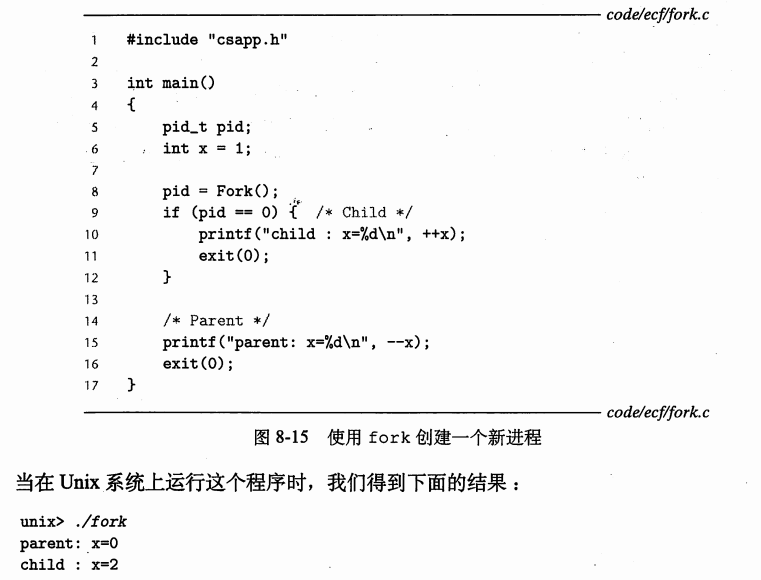 code/ecf/fork.c
1 #include "csapp.h"
2
3 int main()
4 {
5     pid_t pid;
6     int x = 1;
7
8     pid = Fork();
9     if (pid == 0) {  /* Child */
10         printf("child : x=%d\n", ++x);
11         exit(0);
12     }
13
14     /* Parent */
15     printf("parent: x=%d\n", --x);
16     exit(0);
17 }
code/ecf/fork.c
图 8-15 使用 fork 创建一个新进程
当在 Unix 系统上运行这个程序时，我们得到下面的结果：
unix> ./fork
parent: x=0
child : x=2